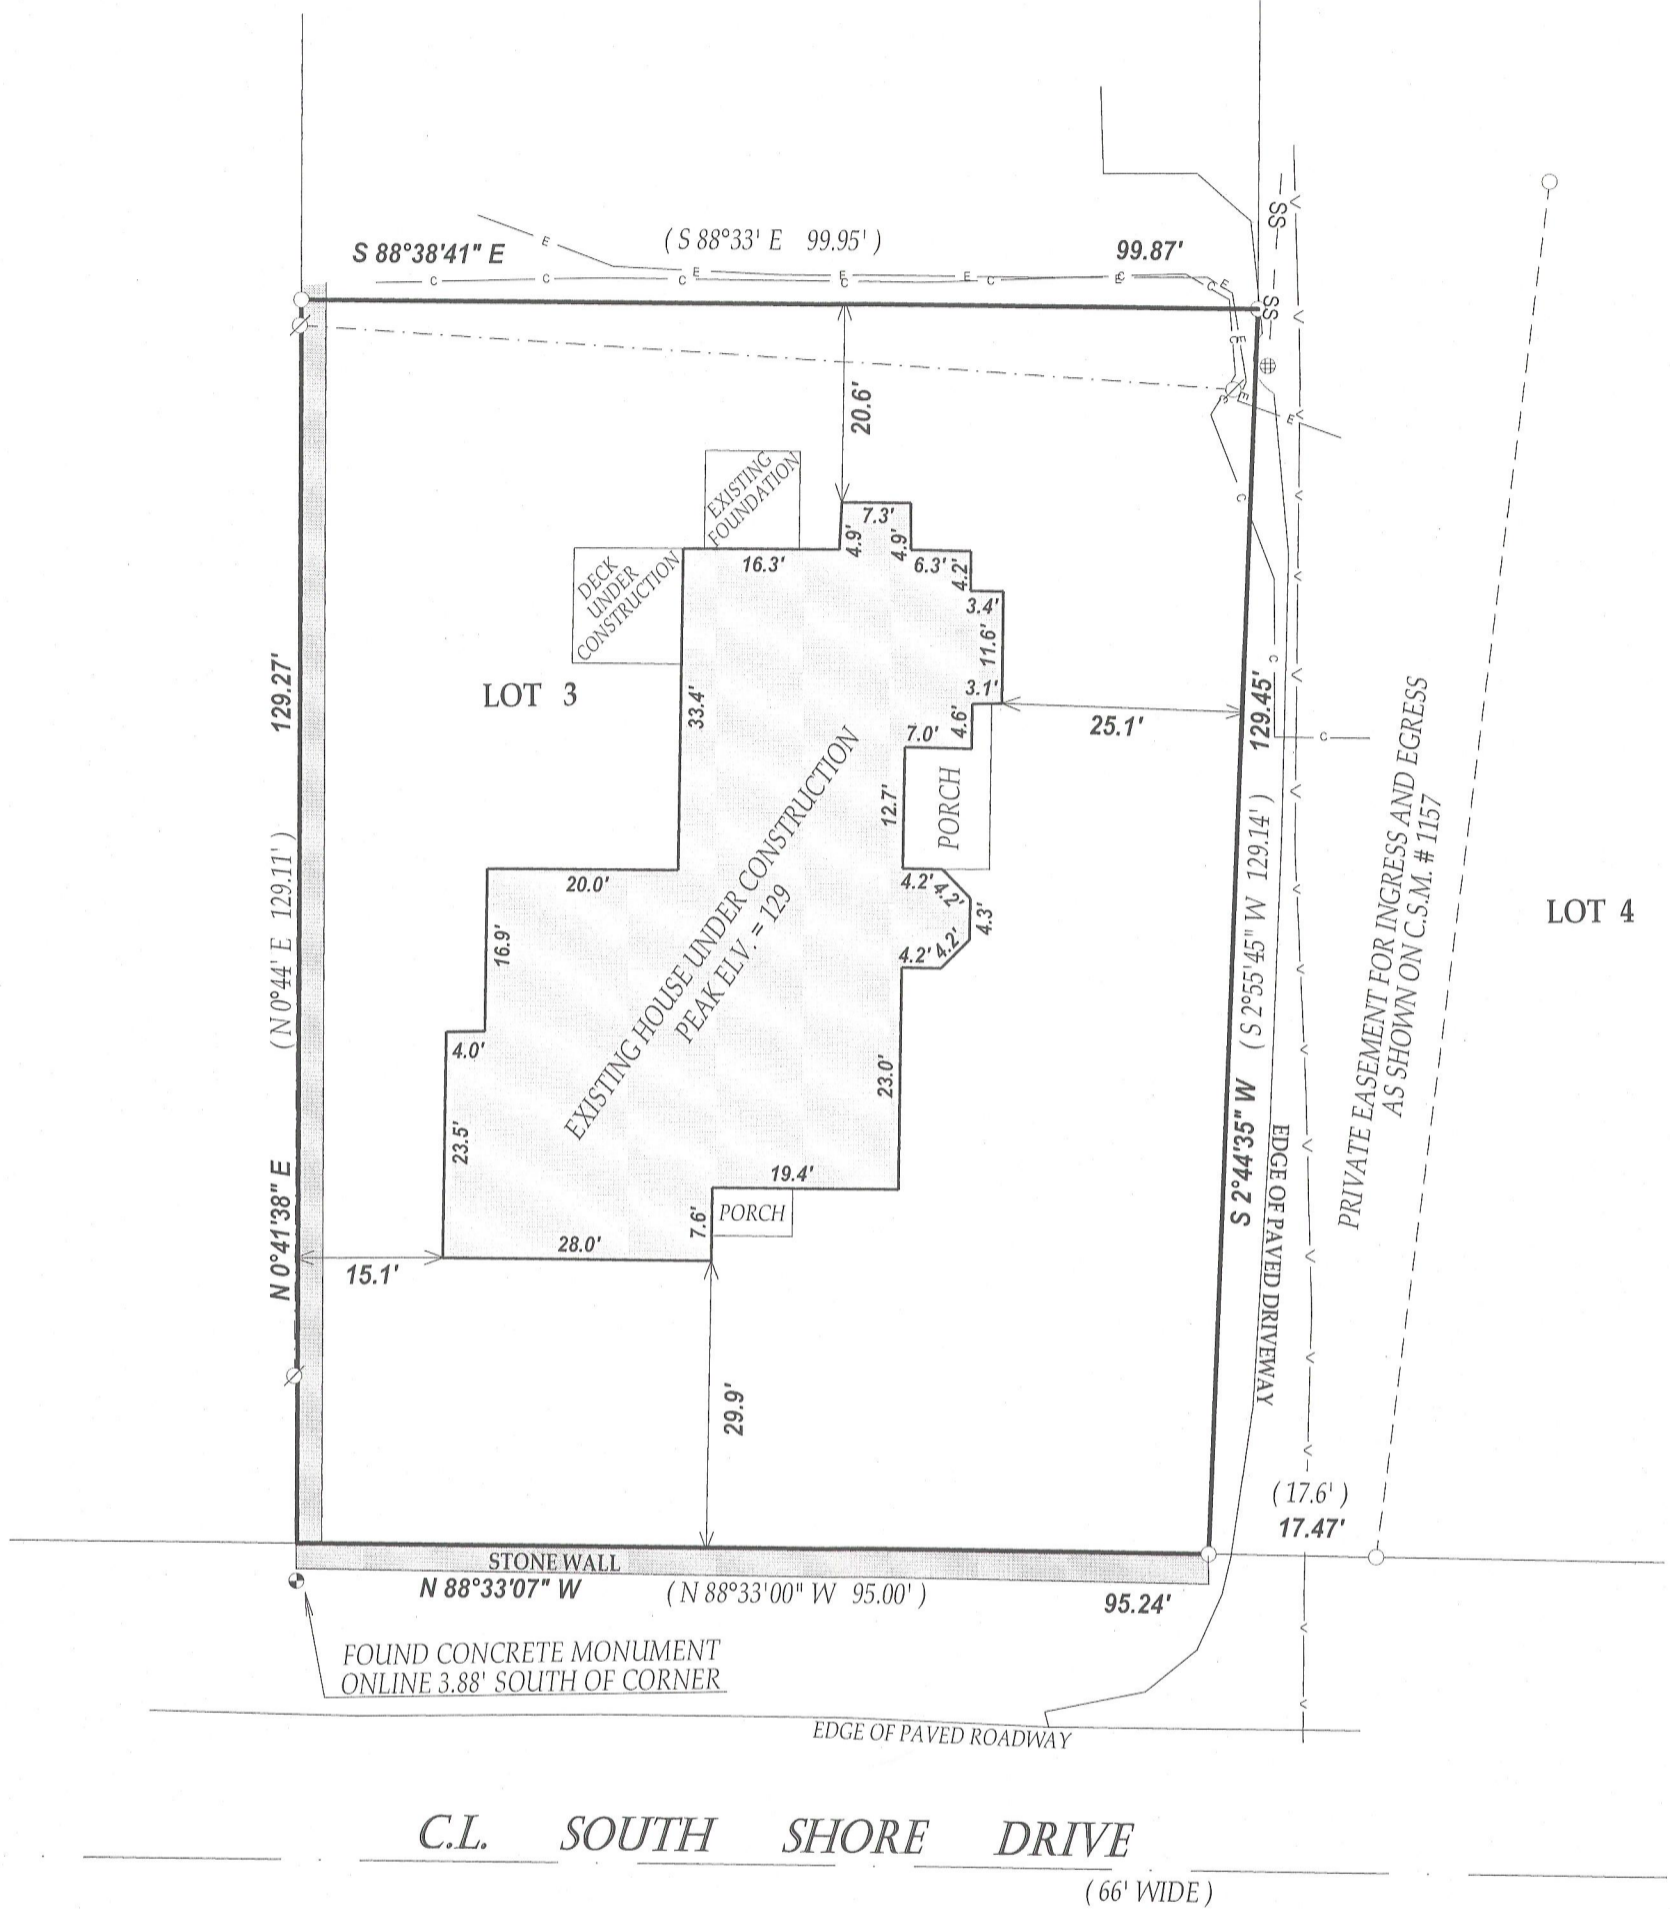 S 88°38'41" E
( S 88°33' E 99.95' )
99.87'
E
C
C
C
E
E
C
E
C
E
C
C
E
C
E
E
C
E
C
SS
SS
20.6'
EXISTING
FOUNDATION
DECK
UNDER
CONSTRUCTION
7.3'
4.9'
4.9'
16.3'
6.3'
4.2'
3.4'
11.6'
3.1'
4.6'
7.0'
25.1'
33.4'
12.7'
PORCH
LOT 3
129.27'
( N 0°44' E 129.11' )
N 0°41'38" E
129.45'
( S 2°55'45" W 129.14' )
S 2°44'35" W
EDGE OF PAVED DRIVEWAY
C
C
PRIVATE EASEMENT FOR INGRESS AND EGRESS
AS SHOWN ON C.S.M. # 1157
LOT 4
20.0'
4.2'
4.2'
4.3'
4.2'
4.2'
16.9'
EXISTING HOUSE UNDER CONSTRUCTION
PEAK ELV. = 129
4.0'
23.5'
23.0'
19.4'
7.6'
PORCH
28.0'
15.1'
29.9'
( 17.6' )
17.47'
STONE WALL
N 88°33'07" W
( N 88°33'00" W 95.00' )
95.24'
FOUND CONCRETE MONUMENT
ONLINE 3.88' SOUTH OF CORNER
EDGE OF PAVED ROADWAY
C.L. SOUTH SHORE DRIVE
( 66' WIDE )